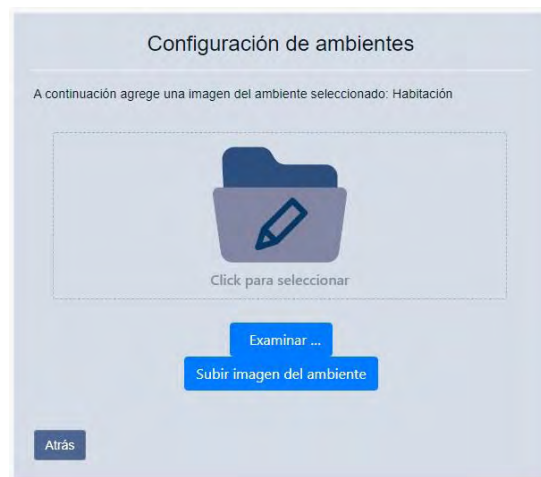 Configuración de ambientes
A continuación agrege una imagen del ambiente seleccionado: Habitación
Click para seleccionar
Examinar ...
Subir imagen del ambiente
Atrás